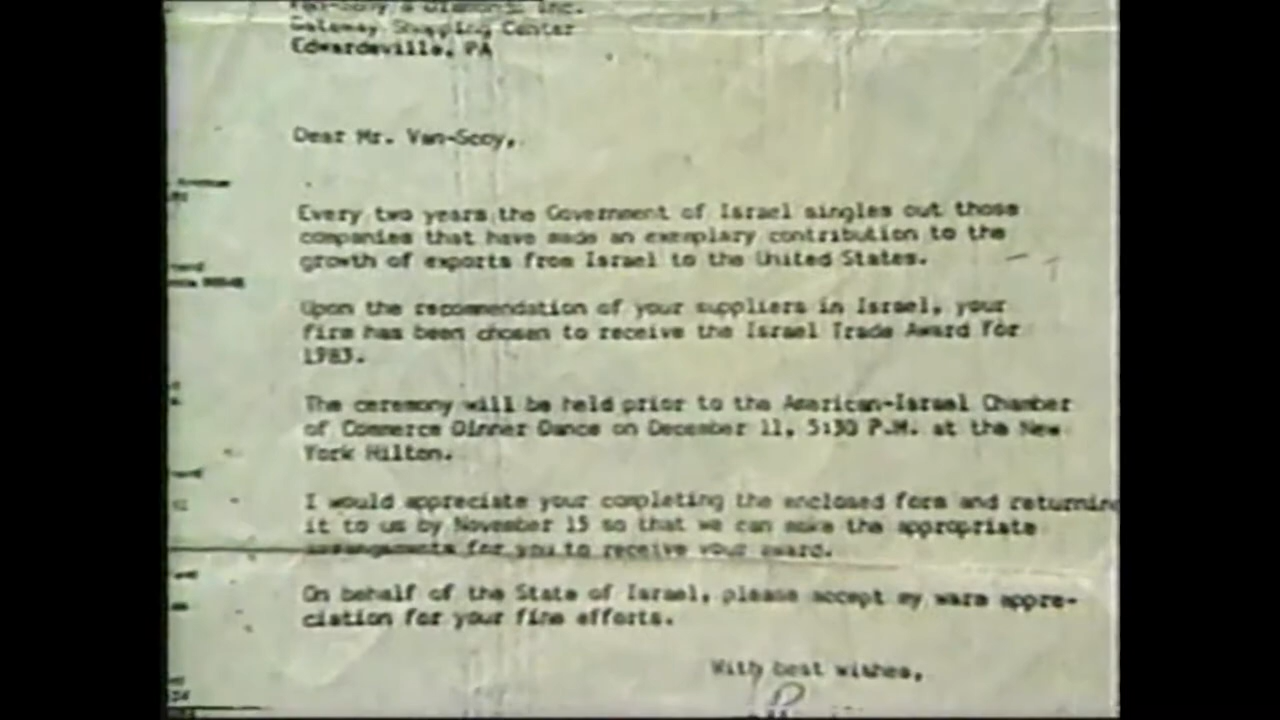 Van-Scoy's Diamonds Inc.
Gateway Shopping Center
Edwardsville, PA
Dear Mr. Van-Scoy,
Every two years the Government of Israel singles out those
companies that have made an exemplary contribution to the
growth of exports from Israel to the United States.
Upon the recommendation of your suppliers in Israel, your
firm has been chosen to receive the Israel Trade Award for
1983.
The ceremony will be held prior to the American-Israel Chamber
of Commerce Dinner Dance on December 11, 5:30 P.M. at the New
York Hilton.
I would appreciate your completing the enclosed form and returning
it to us by November 15 so that we can make the appropriate
arrangements for you to receive your award.
On behalf of the State of Israel, please accept my warm appre-
ciation for your fine efforts.
With best wishes,